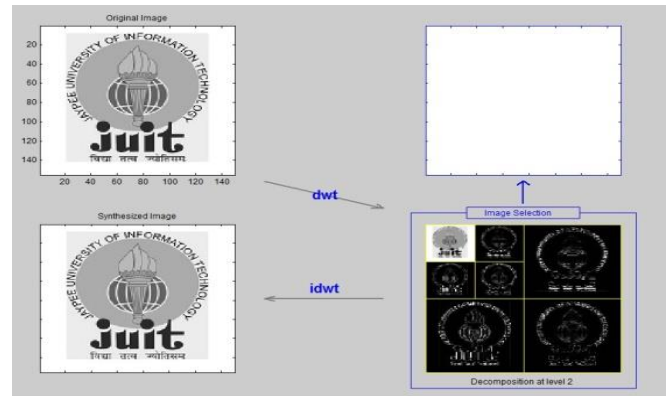 Original Image
20
40
60
80
100
120
140
20 40 60 80 100 120 140
JAYPEE UNIVERSITY OF INFORMATION TECHNOLOGY
juit
विद्या तत्व ज्योतिसमः
dwt
Image Selection
Synthesized Image
JAYPEE UNIVERSITY OF INFORMATION TECHNOLOGY
juit
विद्या तत्व ज्योतिसमः
idwt
juit
Decomposition at level 2